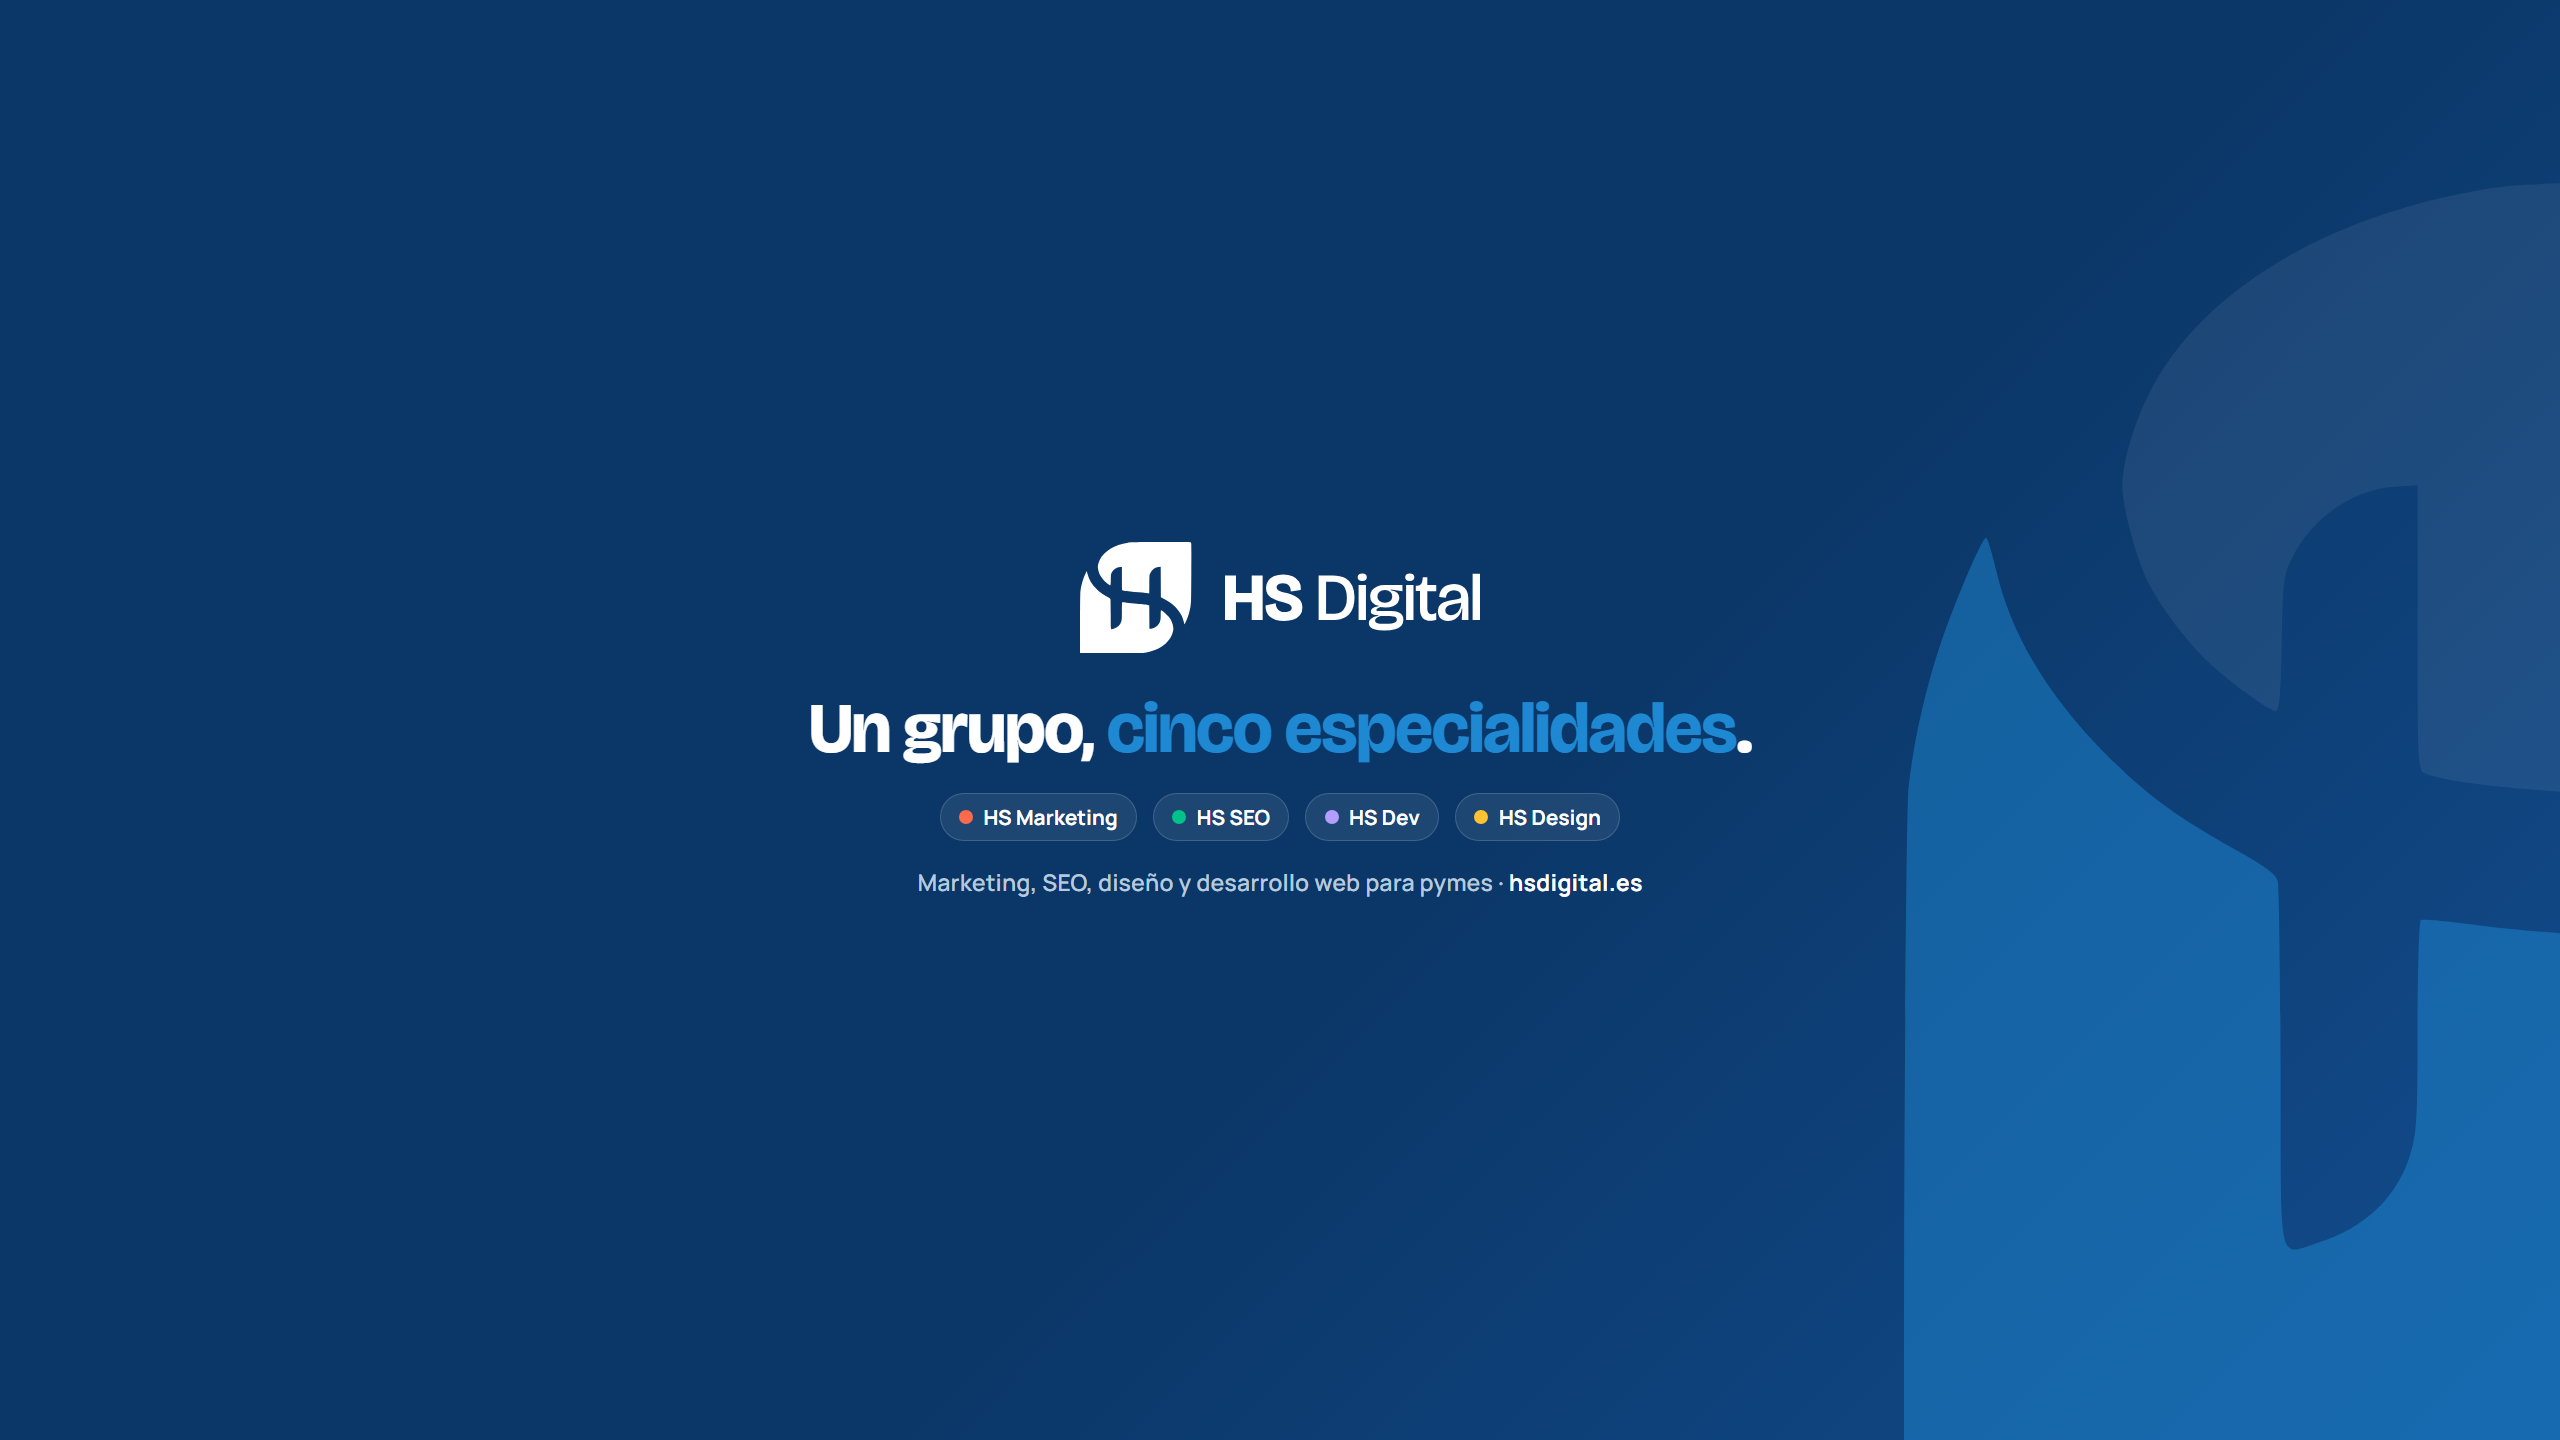 HS Digital
Un grupo, cinco especialidades.
HS Marketing HS SEO HS Dev HS Design
Marketing, SEO, diseño y desarrollo web para pymes · hsdigital.es